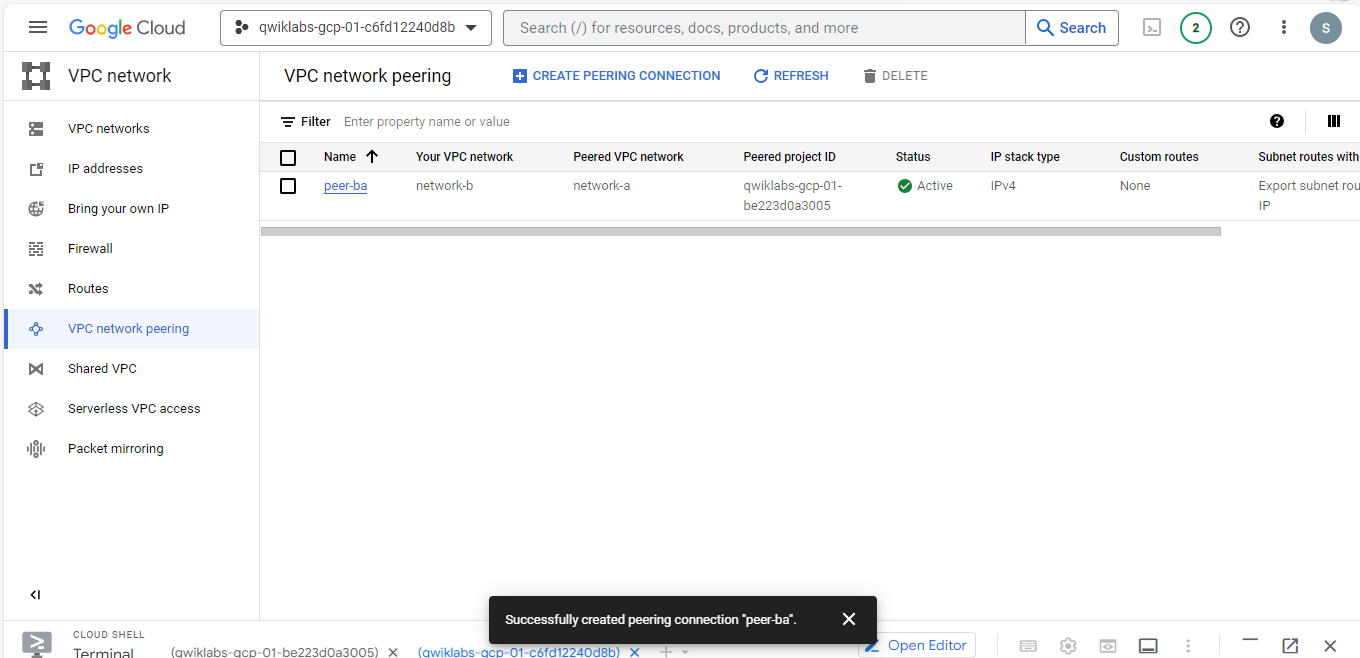 Google Cloud
qwiklabs-gcp-01-c6fd12240d8b
Search (/) for resources, docs, products, and more
Search
2
S
VPC network
VPC network peering
CREATE PEERING CONNECTION
REFRESH
DELETE
VPC networks
IP addresses
Bring your own IP
Firewall
Routes
VPC network peering
Shared VPC
Serverless VPC access
Packet mirroring
Filter
Enter property name or value
Name
Your VPC network
Peered VPC network
Peered project ID
Status
IP stack type
Custom routes
Subnet routes with
peer-ba
network-b
network-a
qwiklabs-gcp-01-
be223d0a3005
Active
IPv4
None
Export subnet rou
IP
Successfully created peering connection "peer-ba".
CLOUD SHELL
Terminal
(qwiklabs-gcp-01-be223d0a3005)
(qwiklabs-gcp-01-c6fd12240d8b)
Open Editor